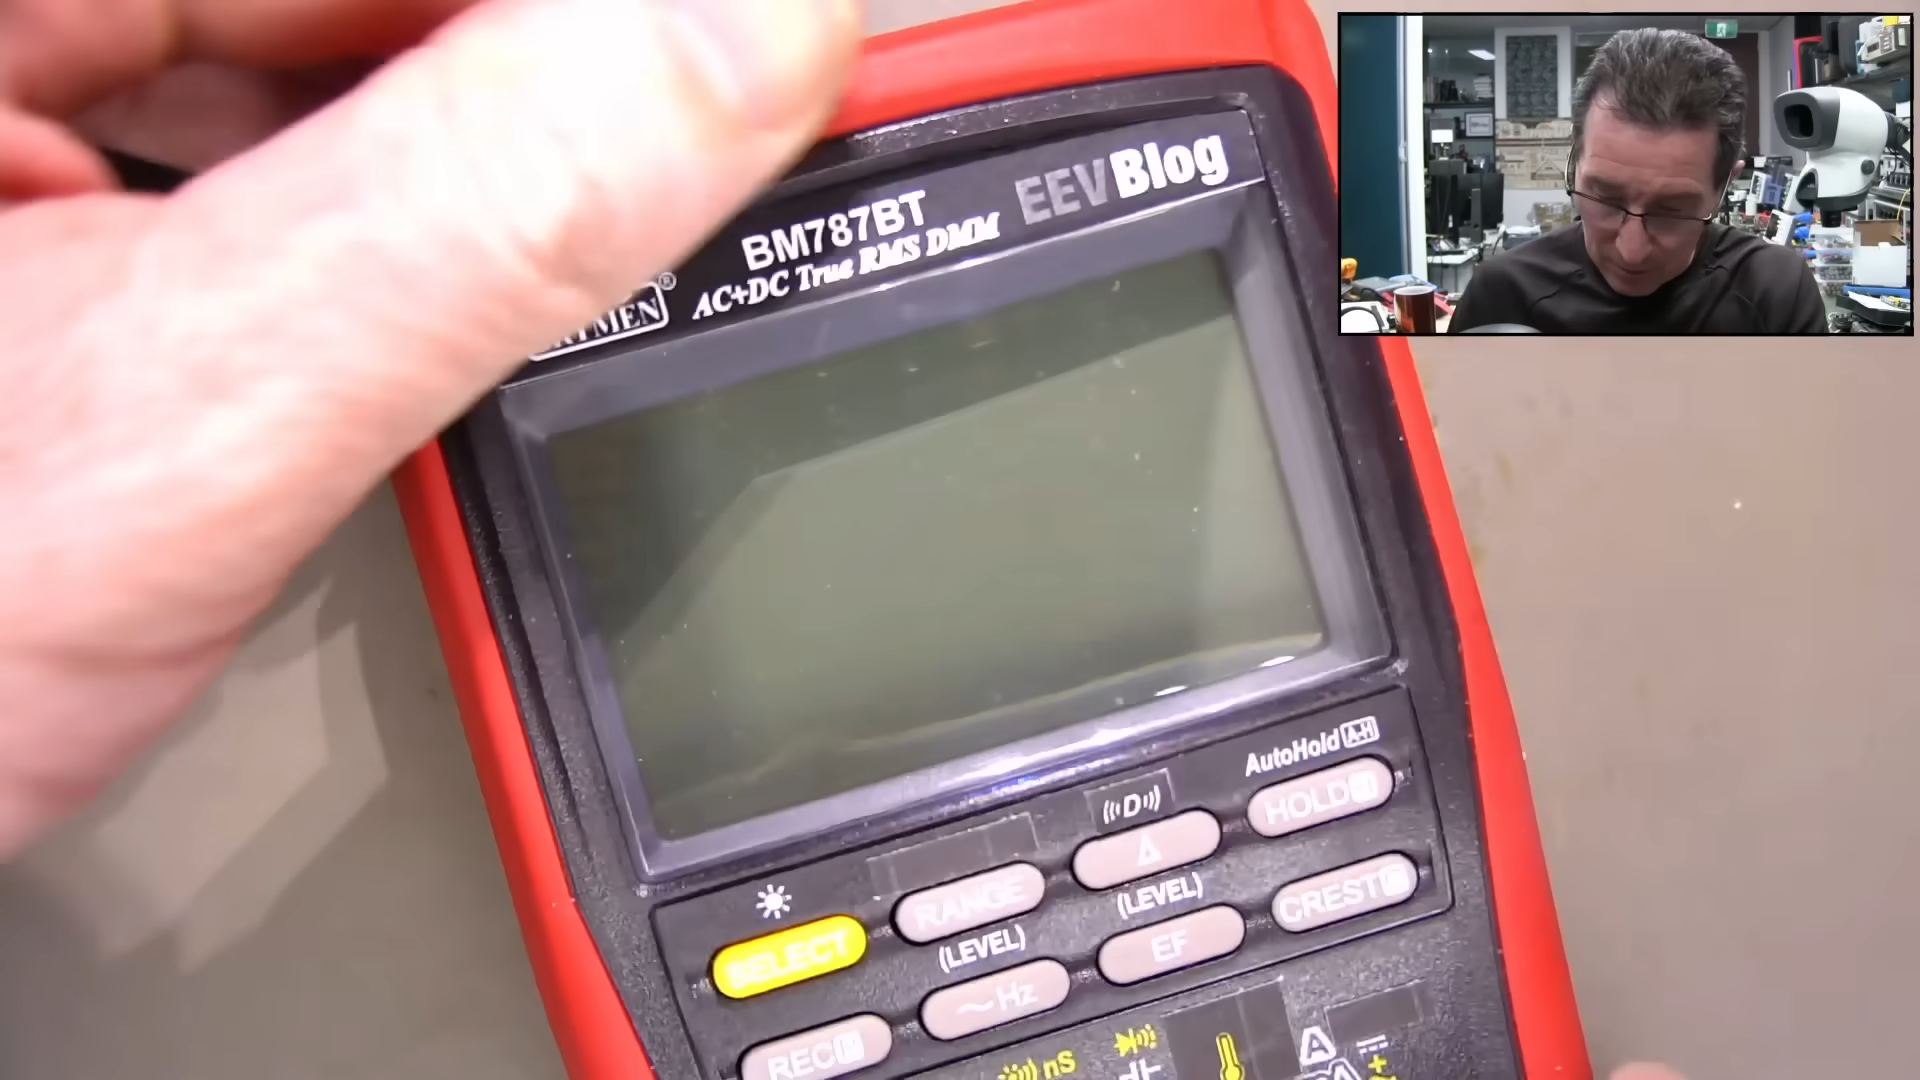 EEVBlog
BM787BT
AC+DC True RMS DMM
AutoHold A-H
((·D·))
HOLD
RANGE
Δ
(LEVEL)
CREST
SELECT
(LEVEL)
EF
~Hz
REC
nS
A